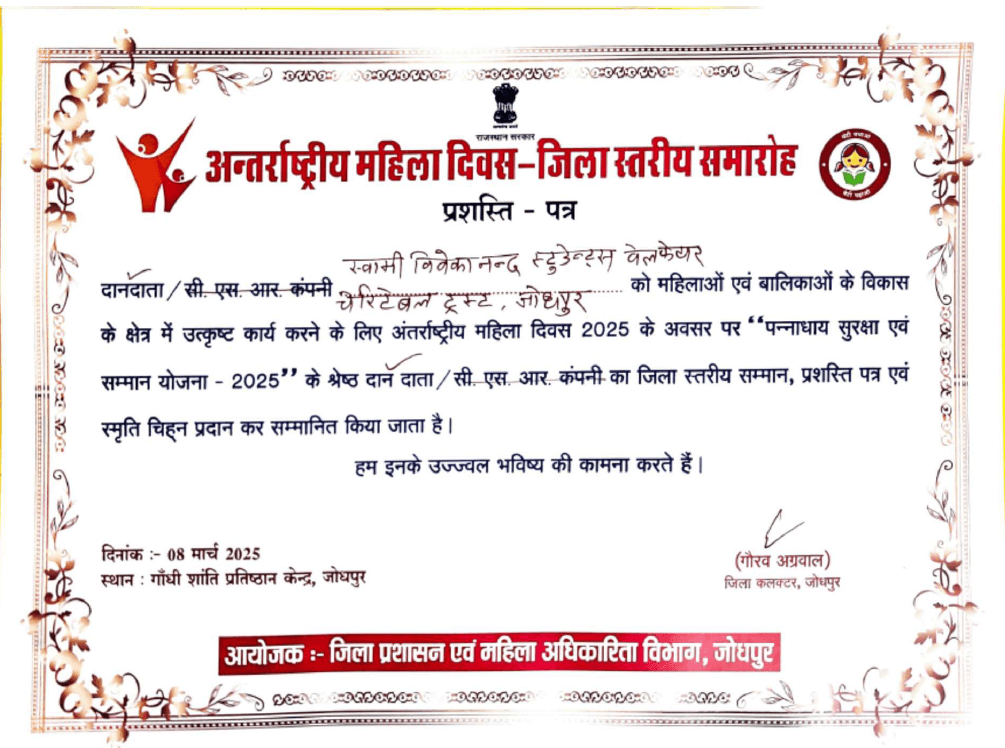 राजस्थान सरकार
अन्तर्राष्ट्रीय महिला दिवस-जिला स्तरीय समारोह
बेटी बचाओ
बेटी पढ़ाओ
प्रशस्ति - पत्र
स्वामी विवेकानन्द स्टुडेन्ट्स वेलफेयर
दानदाता / सी. एस. आर. कंपनी चेरिटेबल ट्रस्ट, जोधपुर को महिलाओं एवं बालिकाओं के विकास
के क्षेत्र में उत्कृष्ट कार्य करने के लिए अंतर्राष्ट्रीय महिला दिवस 2025 के अवसर पर “पन्नाधाय सुरक्षा एवं
सम्मान योजना - 2025” के श्रेष्ठ दान दाता / सी. एस. आर. कंपनी का जिला स्तरीय सम्मान, प्रशस्ति पत्र एवं
स्मृति चिह्न प्रदान कर सम्मानित किया जाता है।
हम इनके उज्ज्वल भविष्य की कामना करते हैं।
दिनांक :- 08 मार्च 2025
स्थान : गाँधी शांति प्रतिष्ठान केन्द्र, जोधपुर
(गौरव अग्रवाल)
जिला कलक्टर, जोधपुर
आयोजक :- जिला प्रशासन एवं महिला अधिकारिता विभाग, जोधपुर